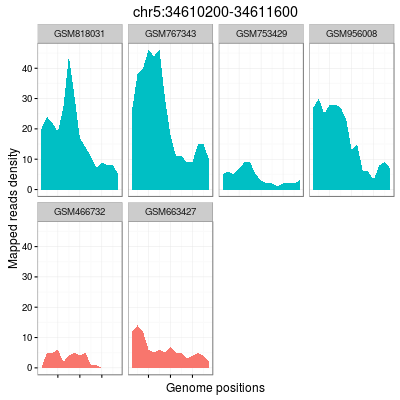 chr5:34610200-34611600
GSM818031 GSM767343 GSM753429 GSM956008
40
30
20
10
0
GSM466732 GSM663427
40
30
20
10
0
Mapped reads density
Genome positions